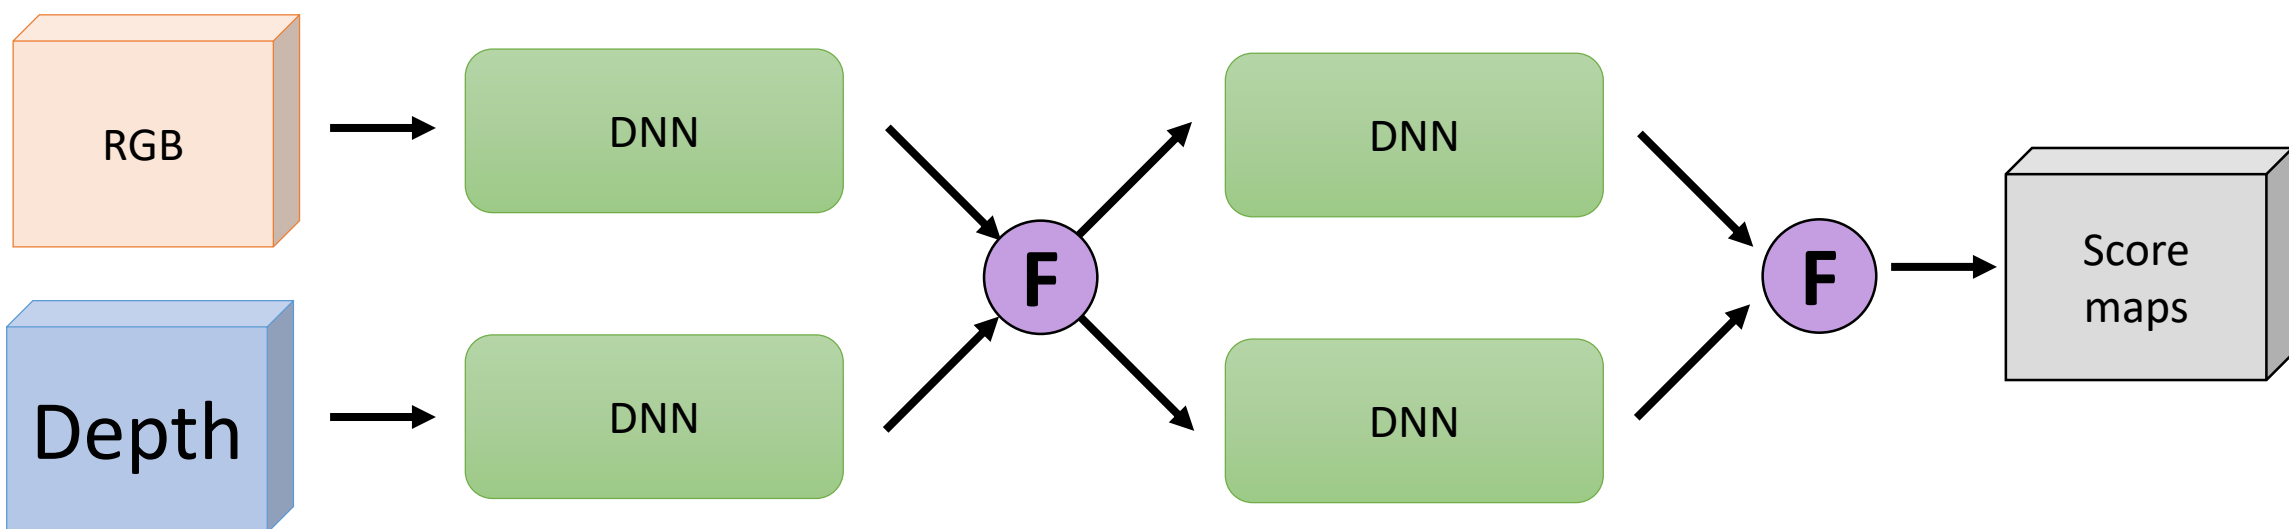 RGB
DNN
DNN
F
F
Score
maps
Depth
DNN
DNN